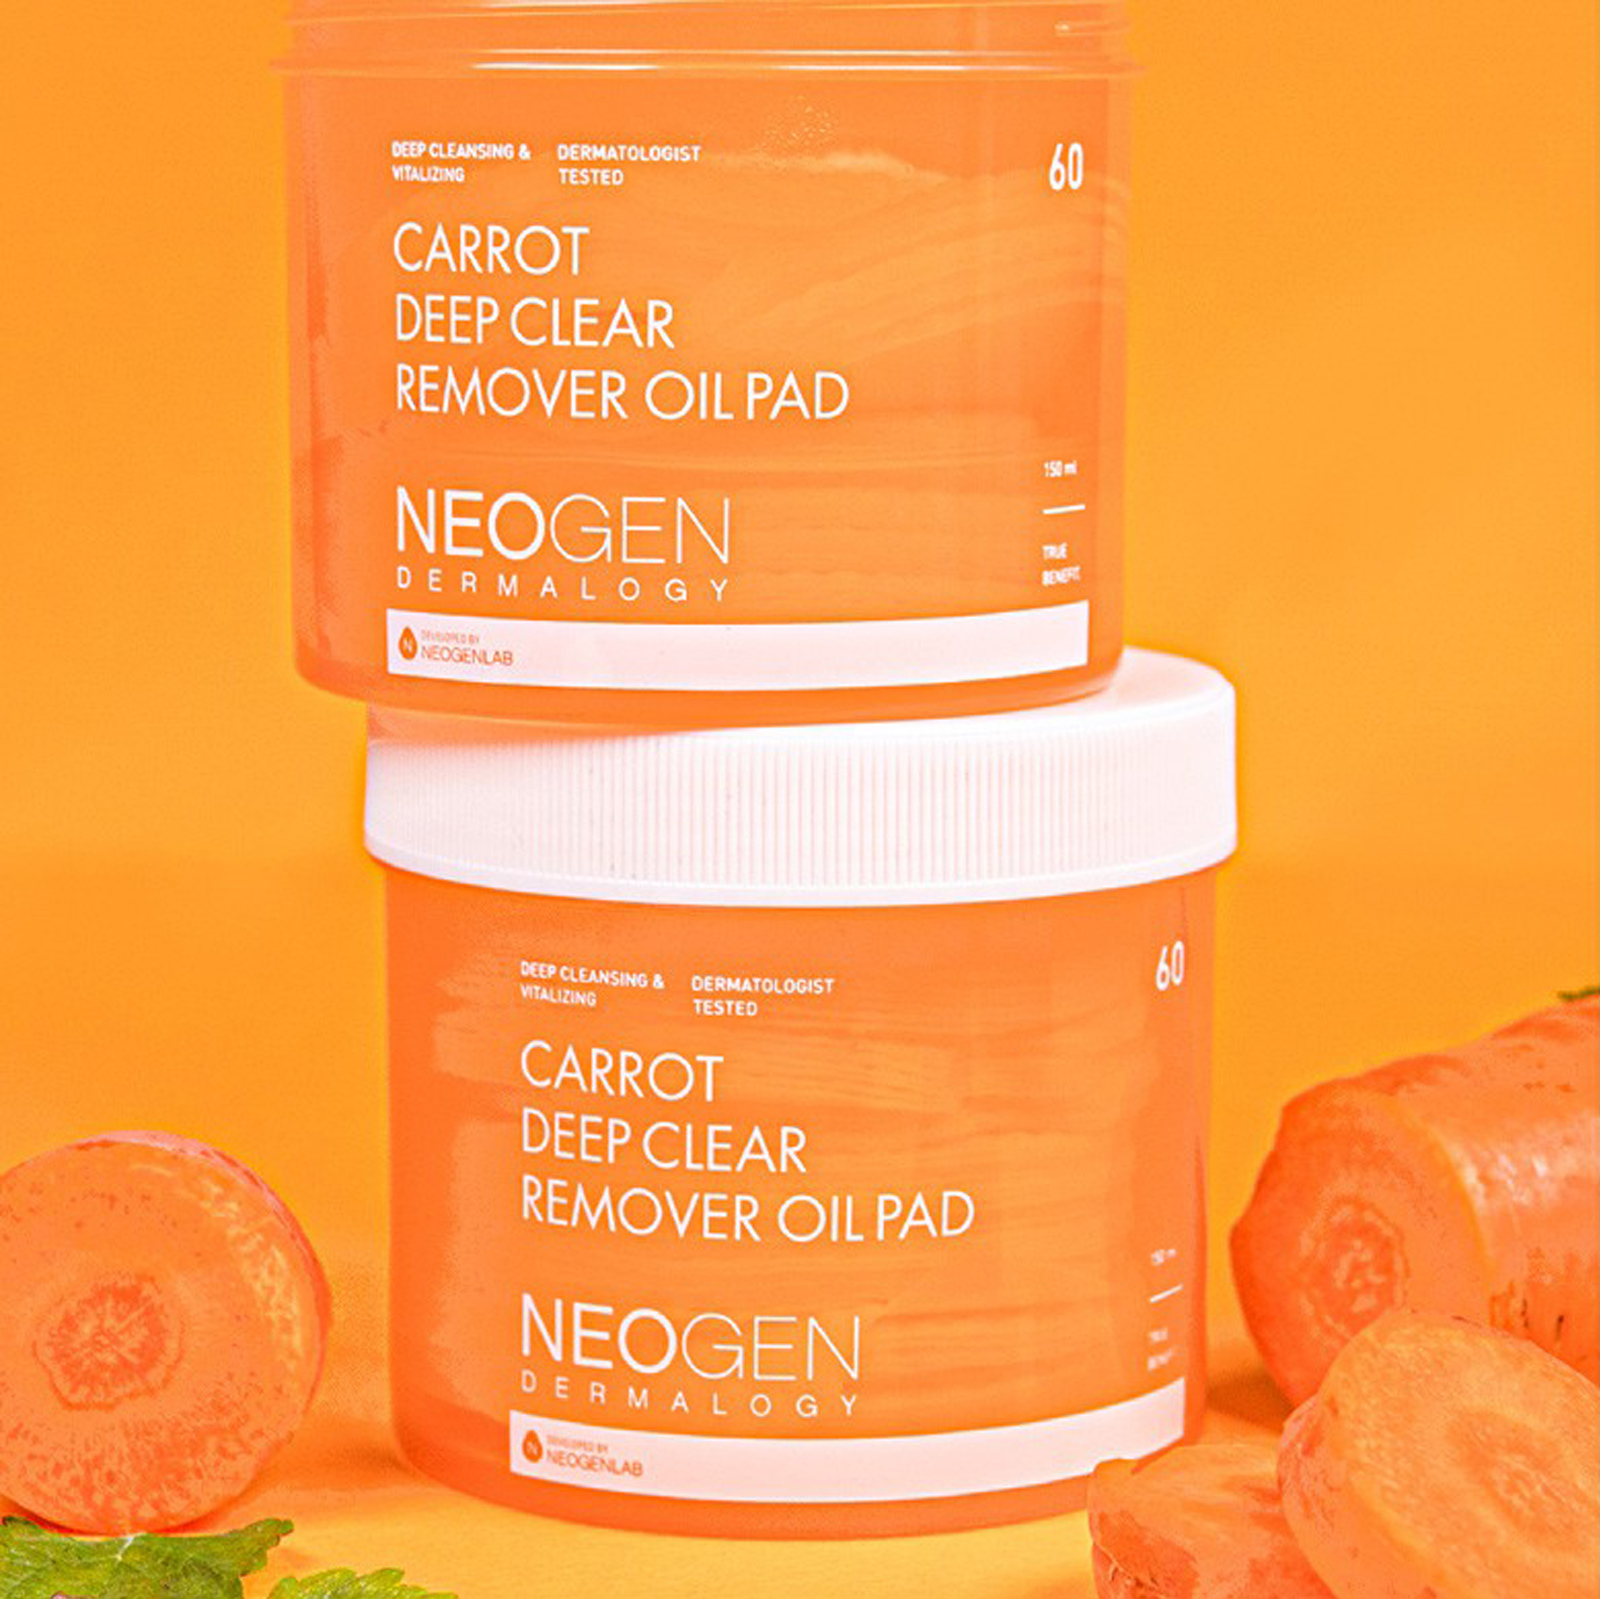 DEEP CLEANSING &
VITALIZING
DERMATOLOGIST
TESTED
60
CARROT
DEEP CLEAR
REMOVER OIL PAD
150 ml
NEOGEN
DERMALOGY
TRUE
BENEFIT
DEVELOPED BY
NEOGENLAB
DEEP CLEANSING &
VITALIZING
DERMATOLOGIST
TESTED
60
CARROT
DEEP CLEAR
REMOVER OIL PAD
NEOGEN
DERMALOGY
DEVELOPED BY
NEOGENLAB